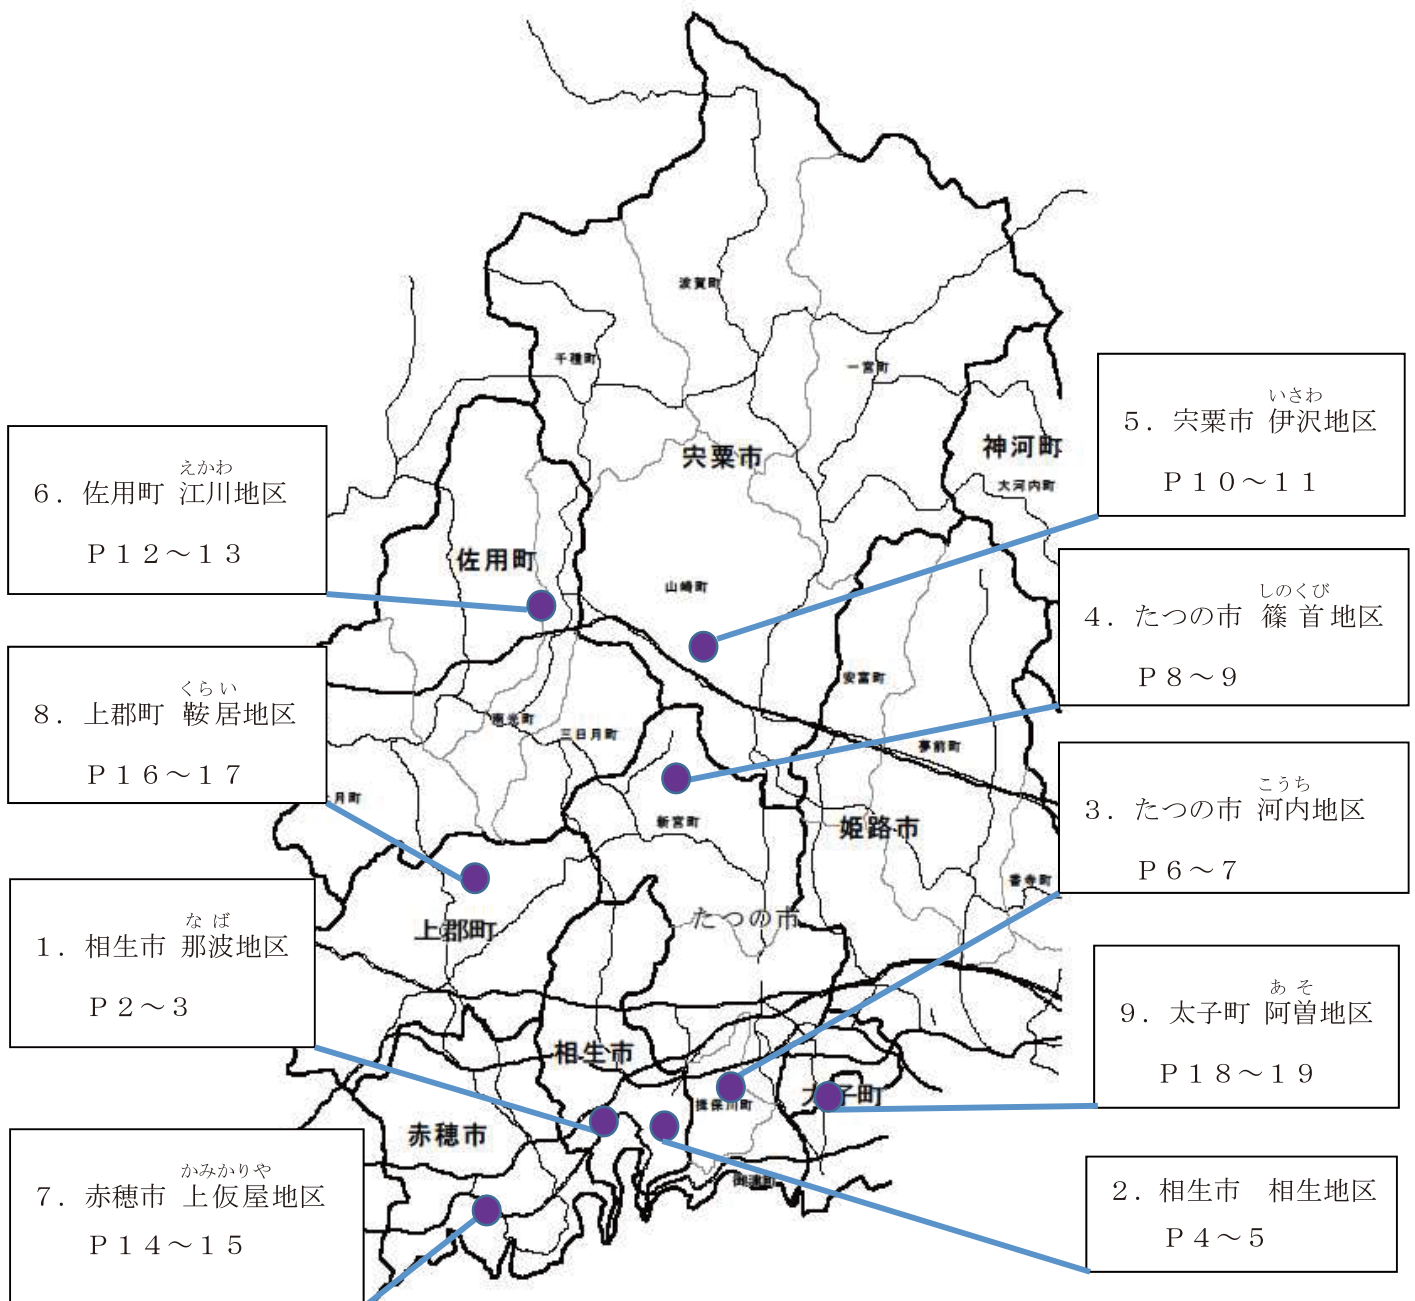 波賀町
千種町
一宮町
いさわ
5．宍粟市 伊沢地区
P10～11
宍粟市
神河町
大河内町
えかわ
6．佐用町 江川地区
P12～13
佐用町
山崎町
しのくび
4．たつの市 篠首地区
P8～9
くらい
8．上郡町 鞍居地区
P16～17
安富町
三日月町
夢前町
月町
新宮町
姫路市
こうち
3．たつの市 河内地区
P6～7
香寺町
なば
1．相生市 那波地区
P2～3
上郡町
たつの市
あそ
9．太子町 阿曽地区
P18～19
相生市
揖保川町
太子町
赤穂市
かみかりや
7．赤穂市 上仮屋地区
P14～15
御津町
2．相生市 相生地区
P4～5